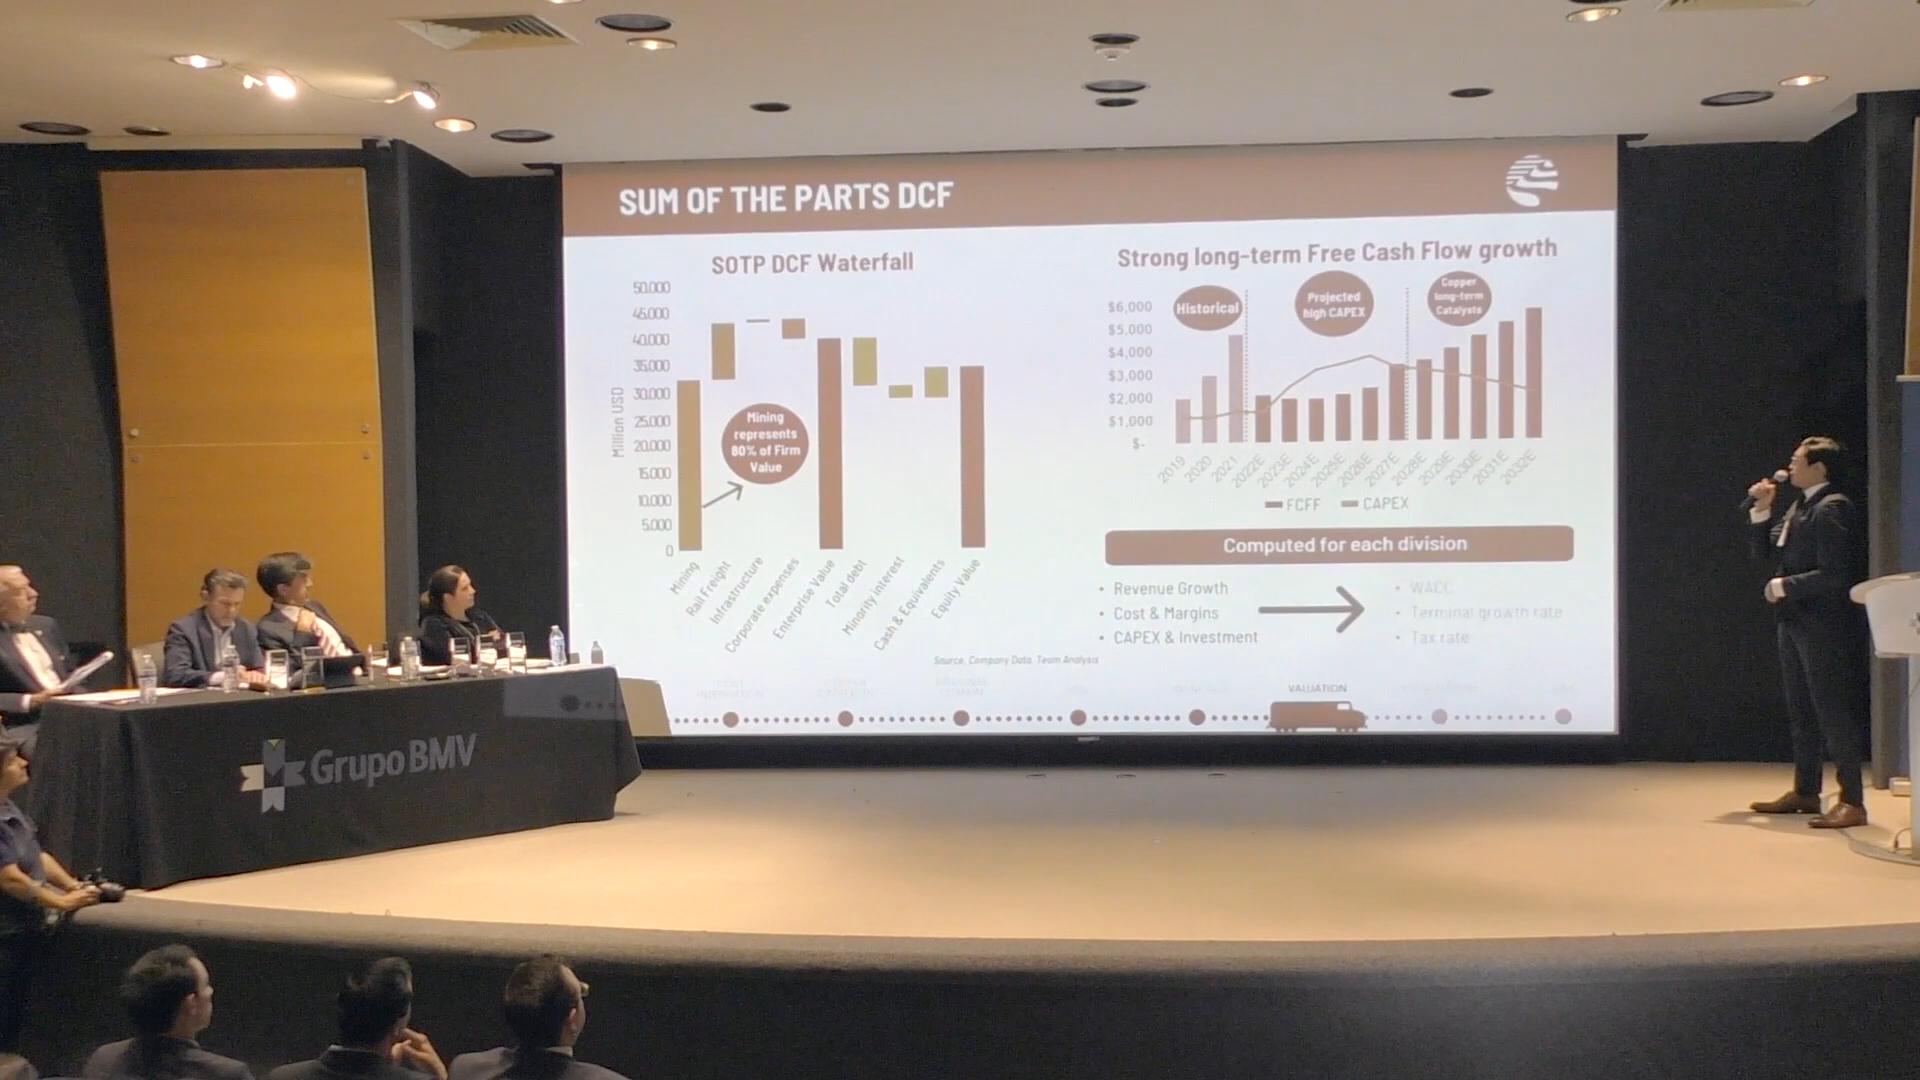 SUM OF THE PARTS DCF
SOTP DCF Waterfall
50.000
45.000
40.000
35.000
30.000
25.000
20.000
15.000
10.000
5.000
0
Million USD
Mining
represents
80% of Firm
Value
Mining
Rail Freight
Infrastructure
Corporate expenses
Enterprise Value
Total debt
Minority interest
Cash & Equivalents
Equity Value
Strong long-term Free Cash Flow growth
$6,000
$5,000
$4,000
$3,000
$2,000
$1,000
$-
Historical
Projected
high CAPEX
Copper
long-term
Catalysts
2019
2020
2021
2022E
2023E
2024E
2025E
2026E
2027E
2028E
2029E
2030E
2031E
2032E
FCFF
CAPEX
Computed for each division
• Revenue Growth
• Cost & Margins
• CAPEX & Investment
• WACC
• Terminal growth rate
• Tax rate
Source, Company Data, Team Analysis
VALUATION
Grupo BMV